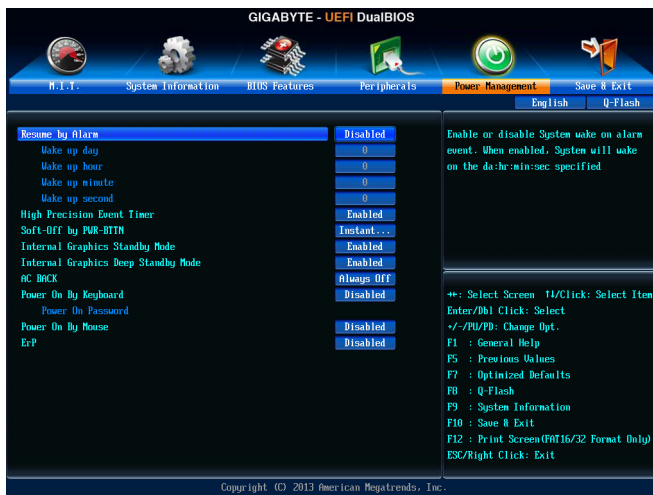 GIGABYTE - UEFI DualBIOS
M.I.T. System Information BIOS Features Peripherals Power Management Save & Exit
English Q-Flash
Resume by Alarm Disabled
Wake up day 0
Wake up hour 0
Wake up minute 0
Wake up second 0
High Precision Event Timer Enabled
Soft-Off by PWR-BTTN Instant...
Internal Graphics Standby Mode Enabled
Internal Graphics Deep Standby Mode Enabled
AC BACK Always Off
Power On By Keyboard Disabled
Power On Password
Power On By Mouse Disabled
ErP Disabled
Enable or disable System wake on alarm
event. When enabled, System will wake
on the da:hr:min:sec specified
→←: Select Screen ↑↓/Click: Select Item
Enter/Dbl Click: Select
+/-/PU/PD: Change Opt.
F1 : General Help
F5 : Previous Values
F7 : Optimized Defaults
F8 : Q-Flash
F9 : System Information
F10 : Save & Exit
F12 : Print Screen(FAT16/32 Format Only)
ESC/Right Click: Exit
Copyright (C) 2013 American Megatrends, Inc.